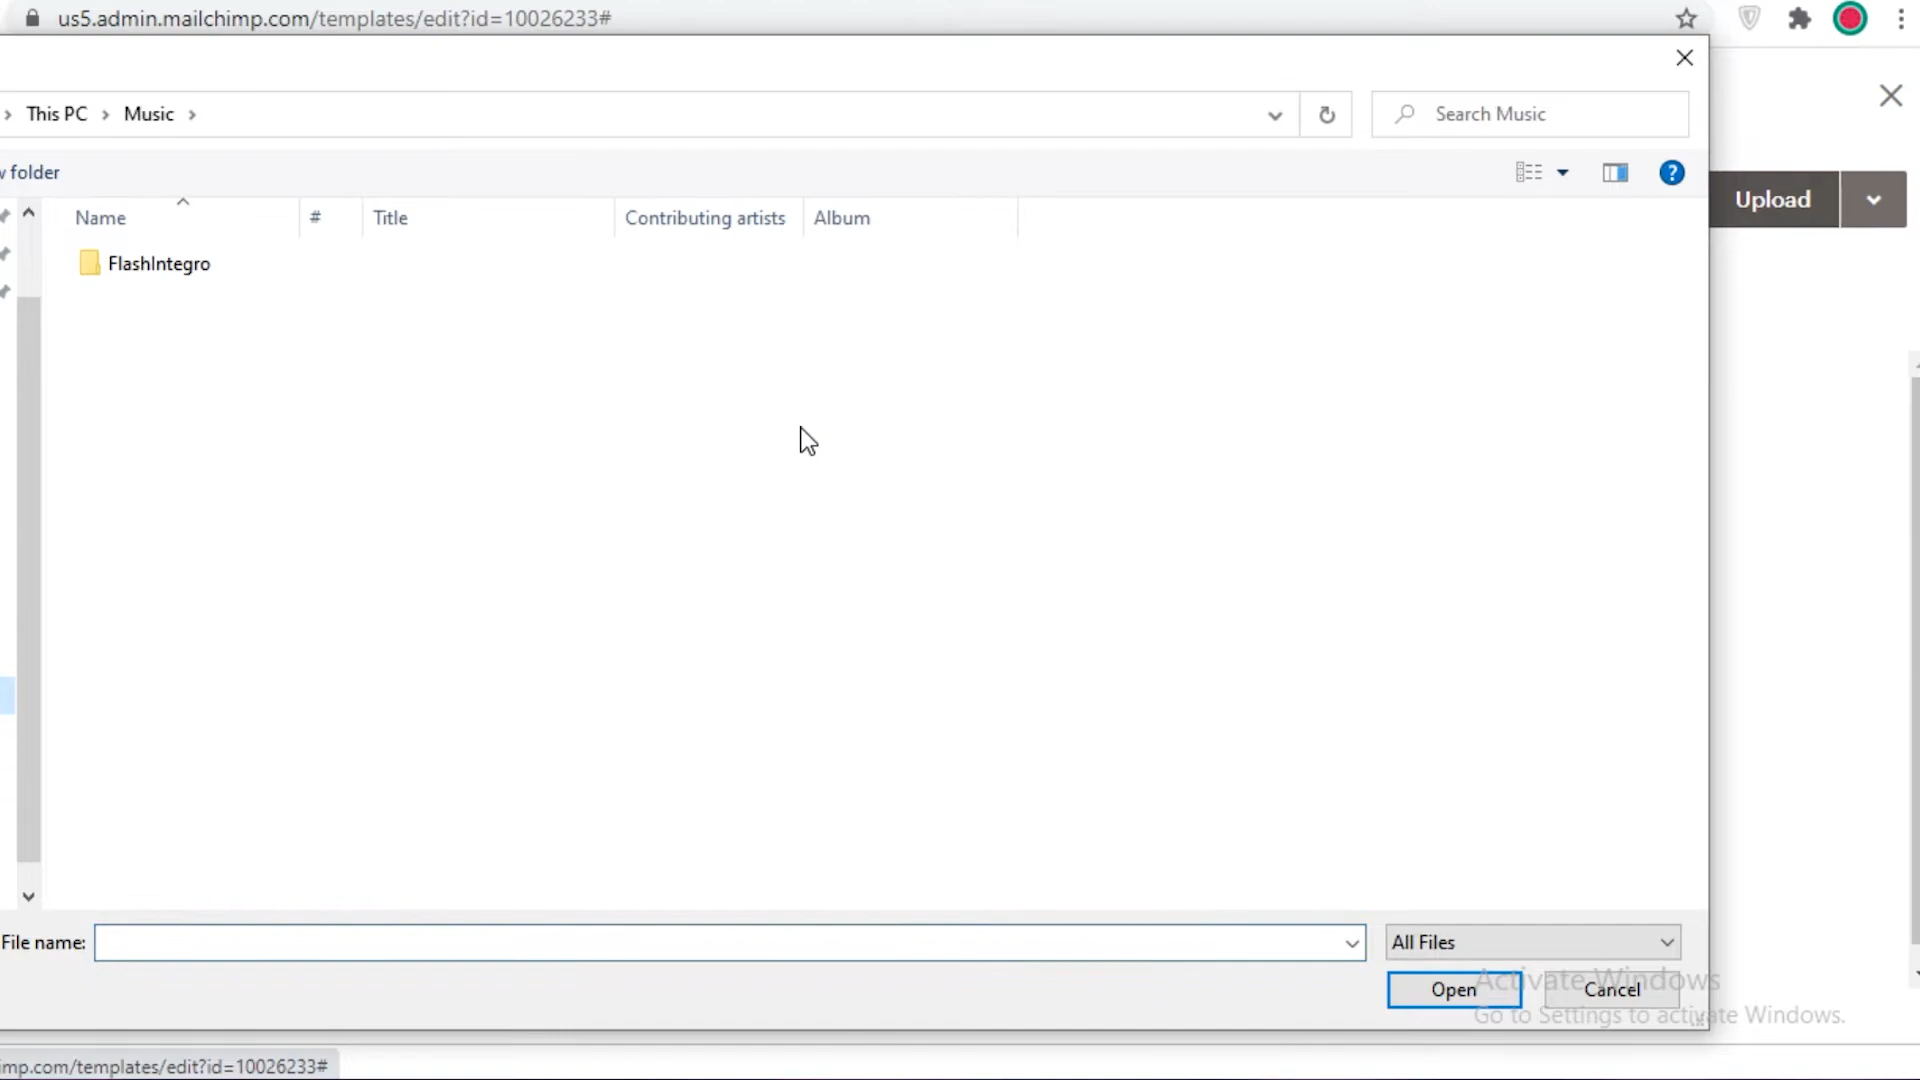 us5.admin.mailchimp.com/templates/edit?id=10026233#
This PC
Music
Search Music
folder
?
Upload
Name
#
Title
Contributing artists
Album
FlashIntegro
File name:
All Files
Open
Cancel
Activate Windows
Go to Settings to activate Windows.
imp.com/templates/edit?id=10026233#